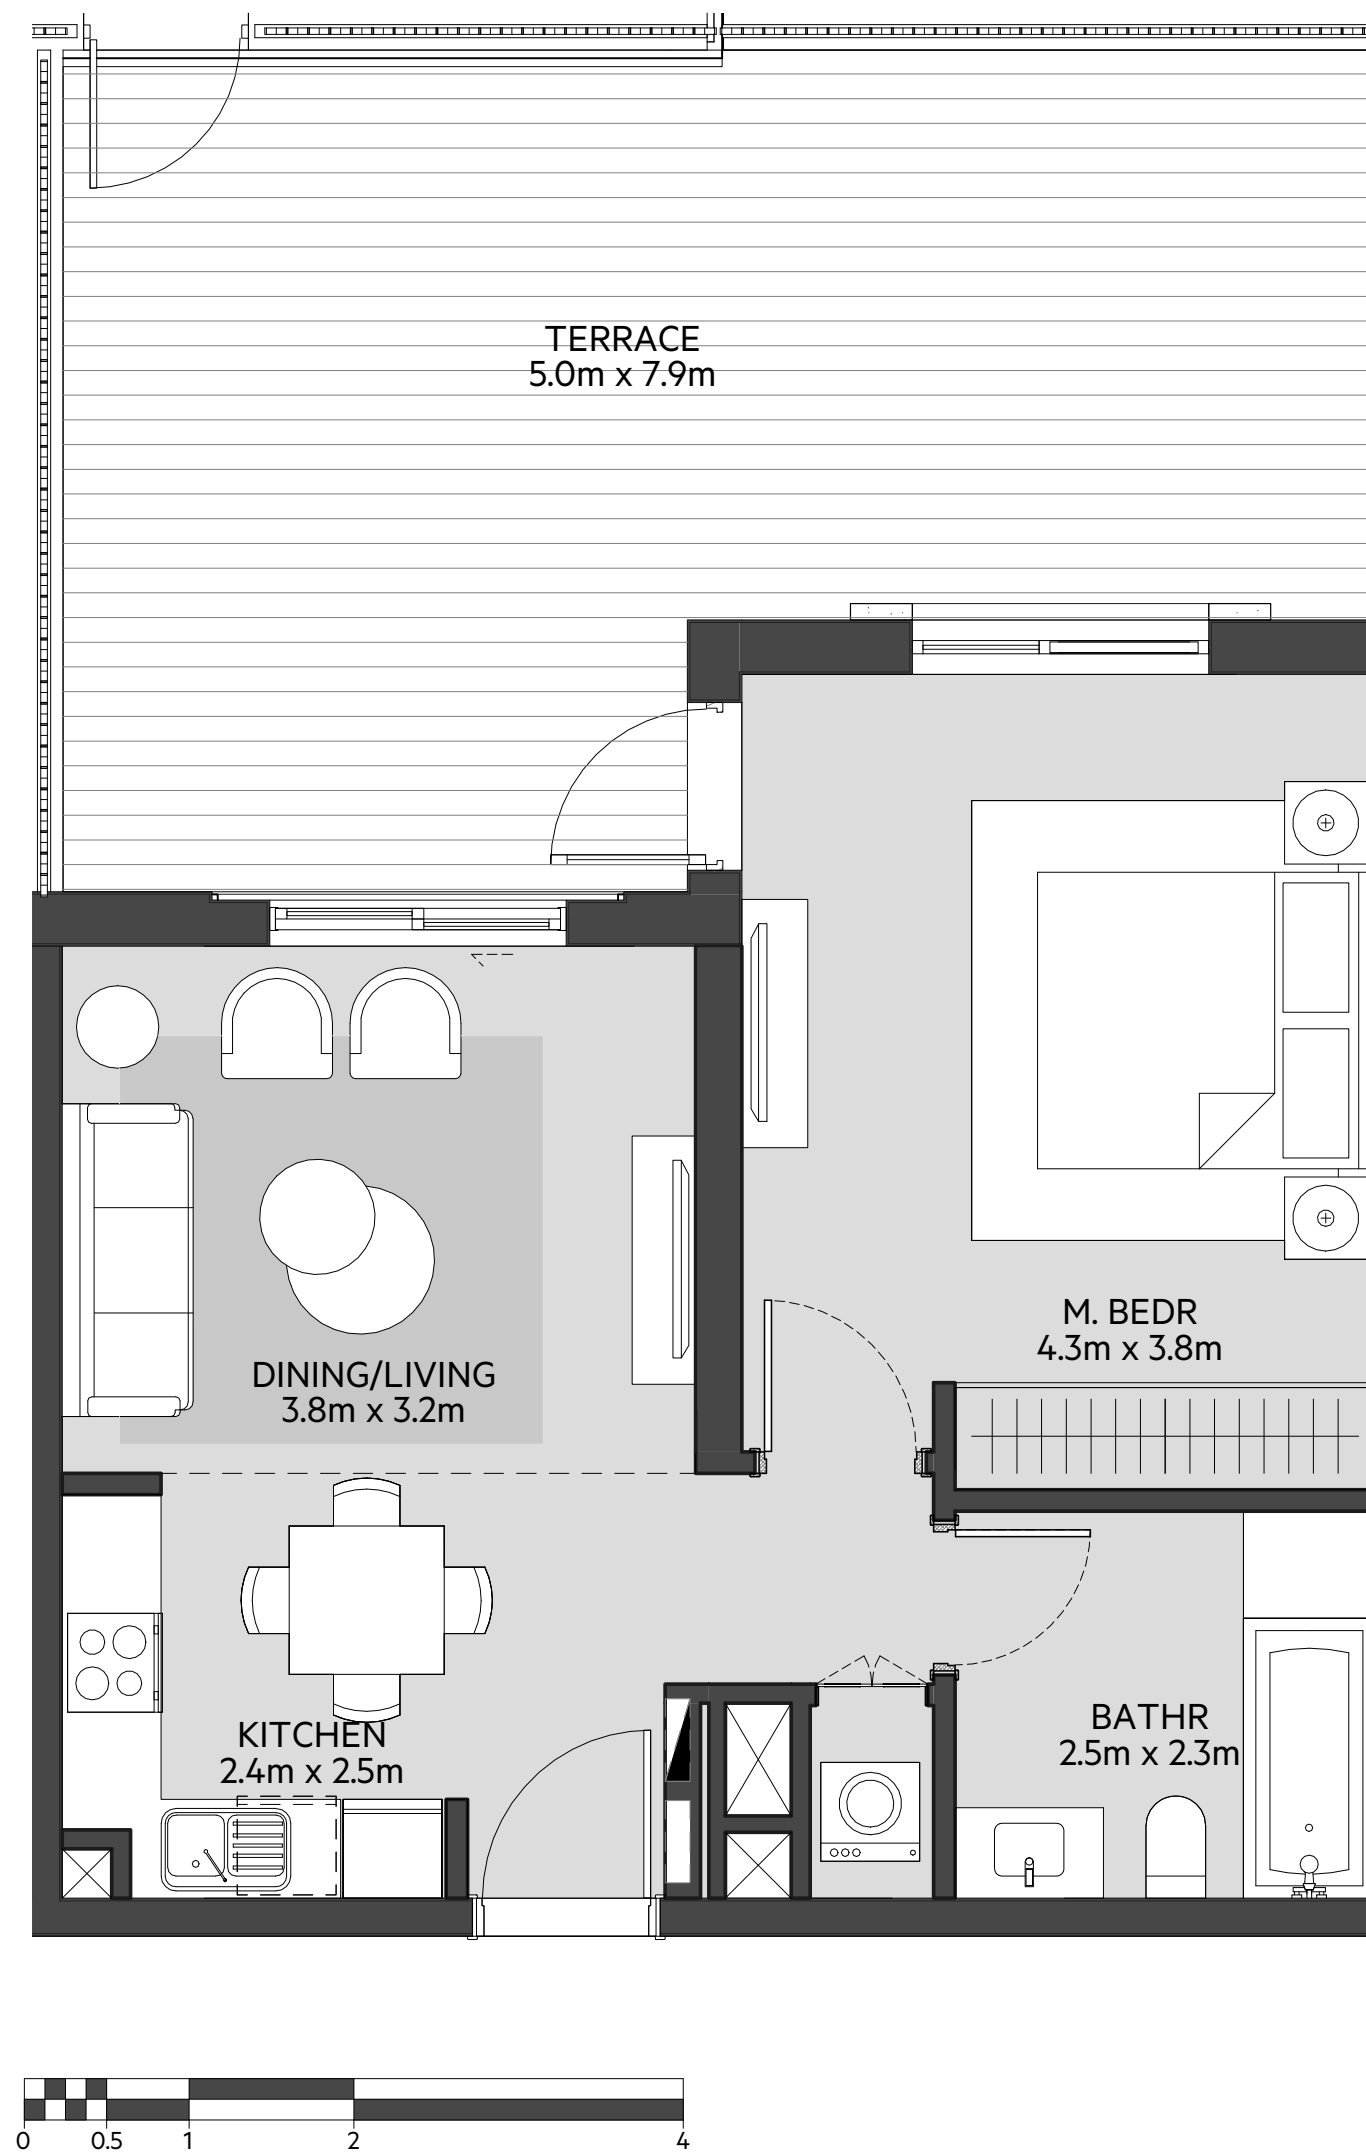 TERRACE
5.0m x 7.9m
M. BEDR
4.3m x 3.8m
DINING/LIVING
3.8m x 3.2m
KITCHEN
2.4m x 2.5m
BATHR
2.5m x 2.3m
0 0.5 1 2 4